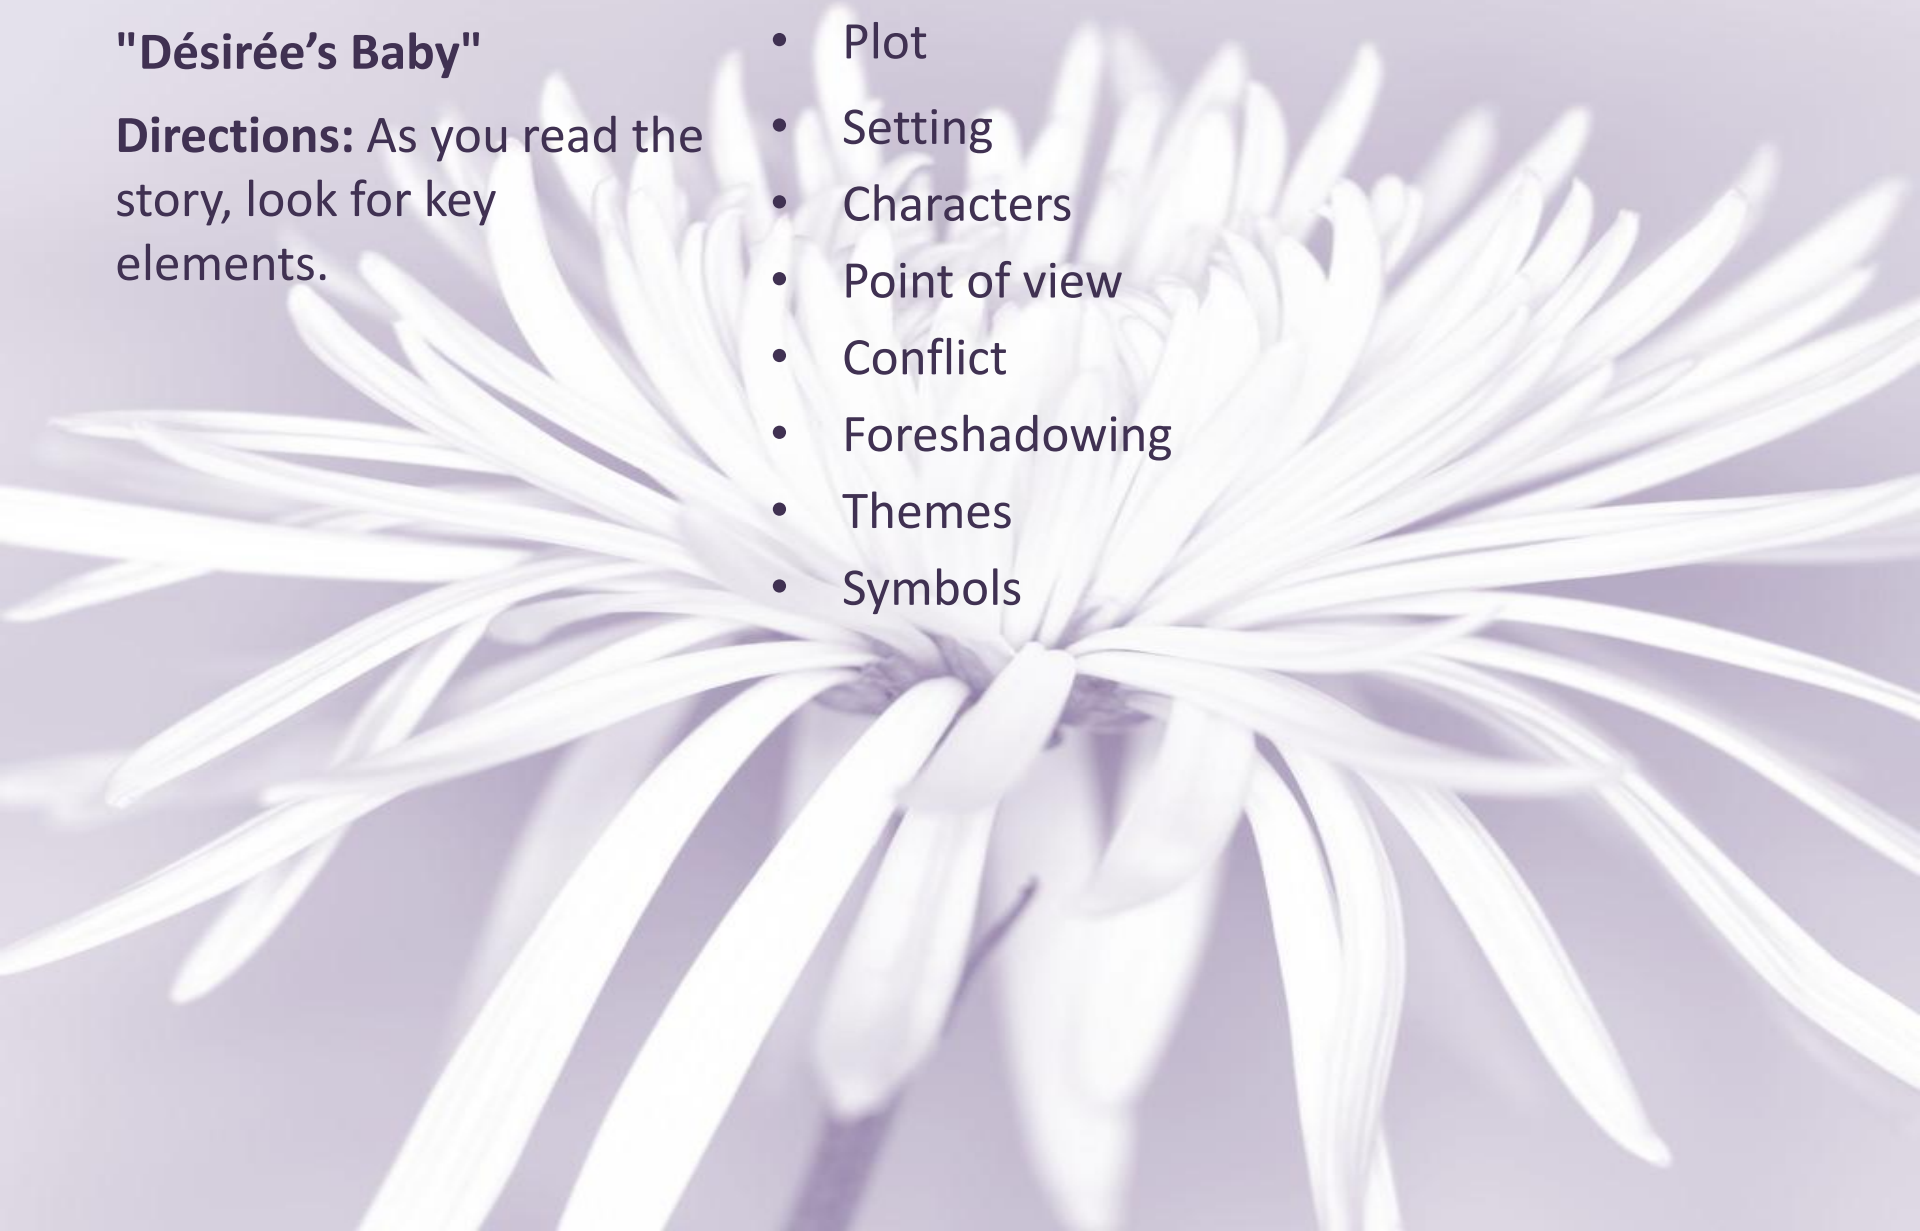 "Désirée’s Baby"
Directions: As you read the
story, look for key
elements.
• Plot
• Setting
• Characters
• Point of view
• Conflict
• Foreshadowing
• Themes
• Symbols